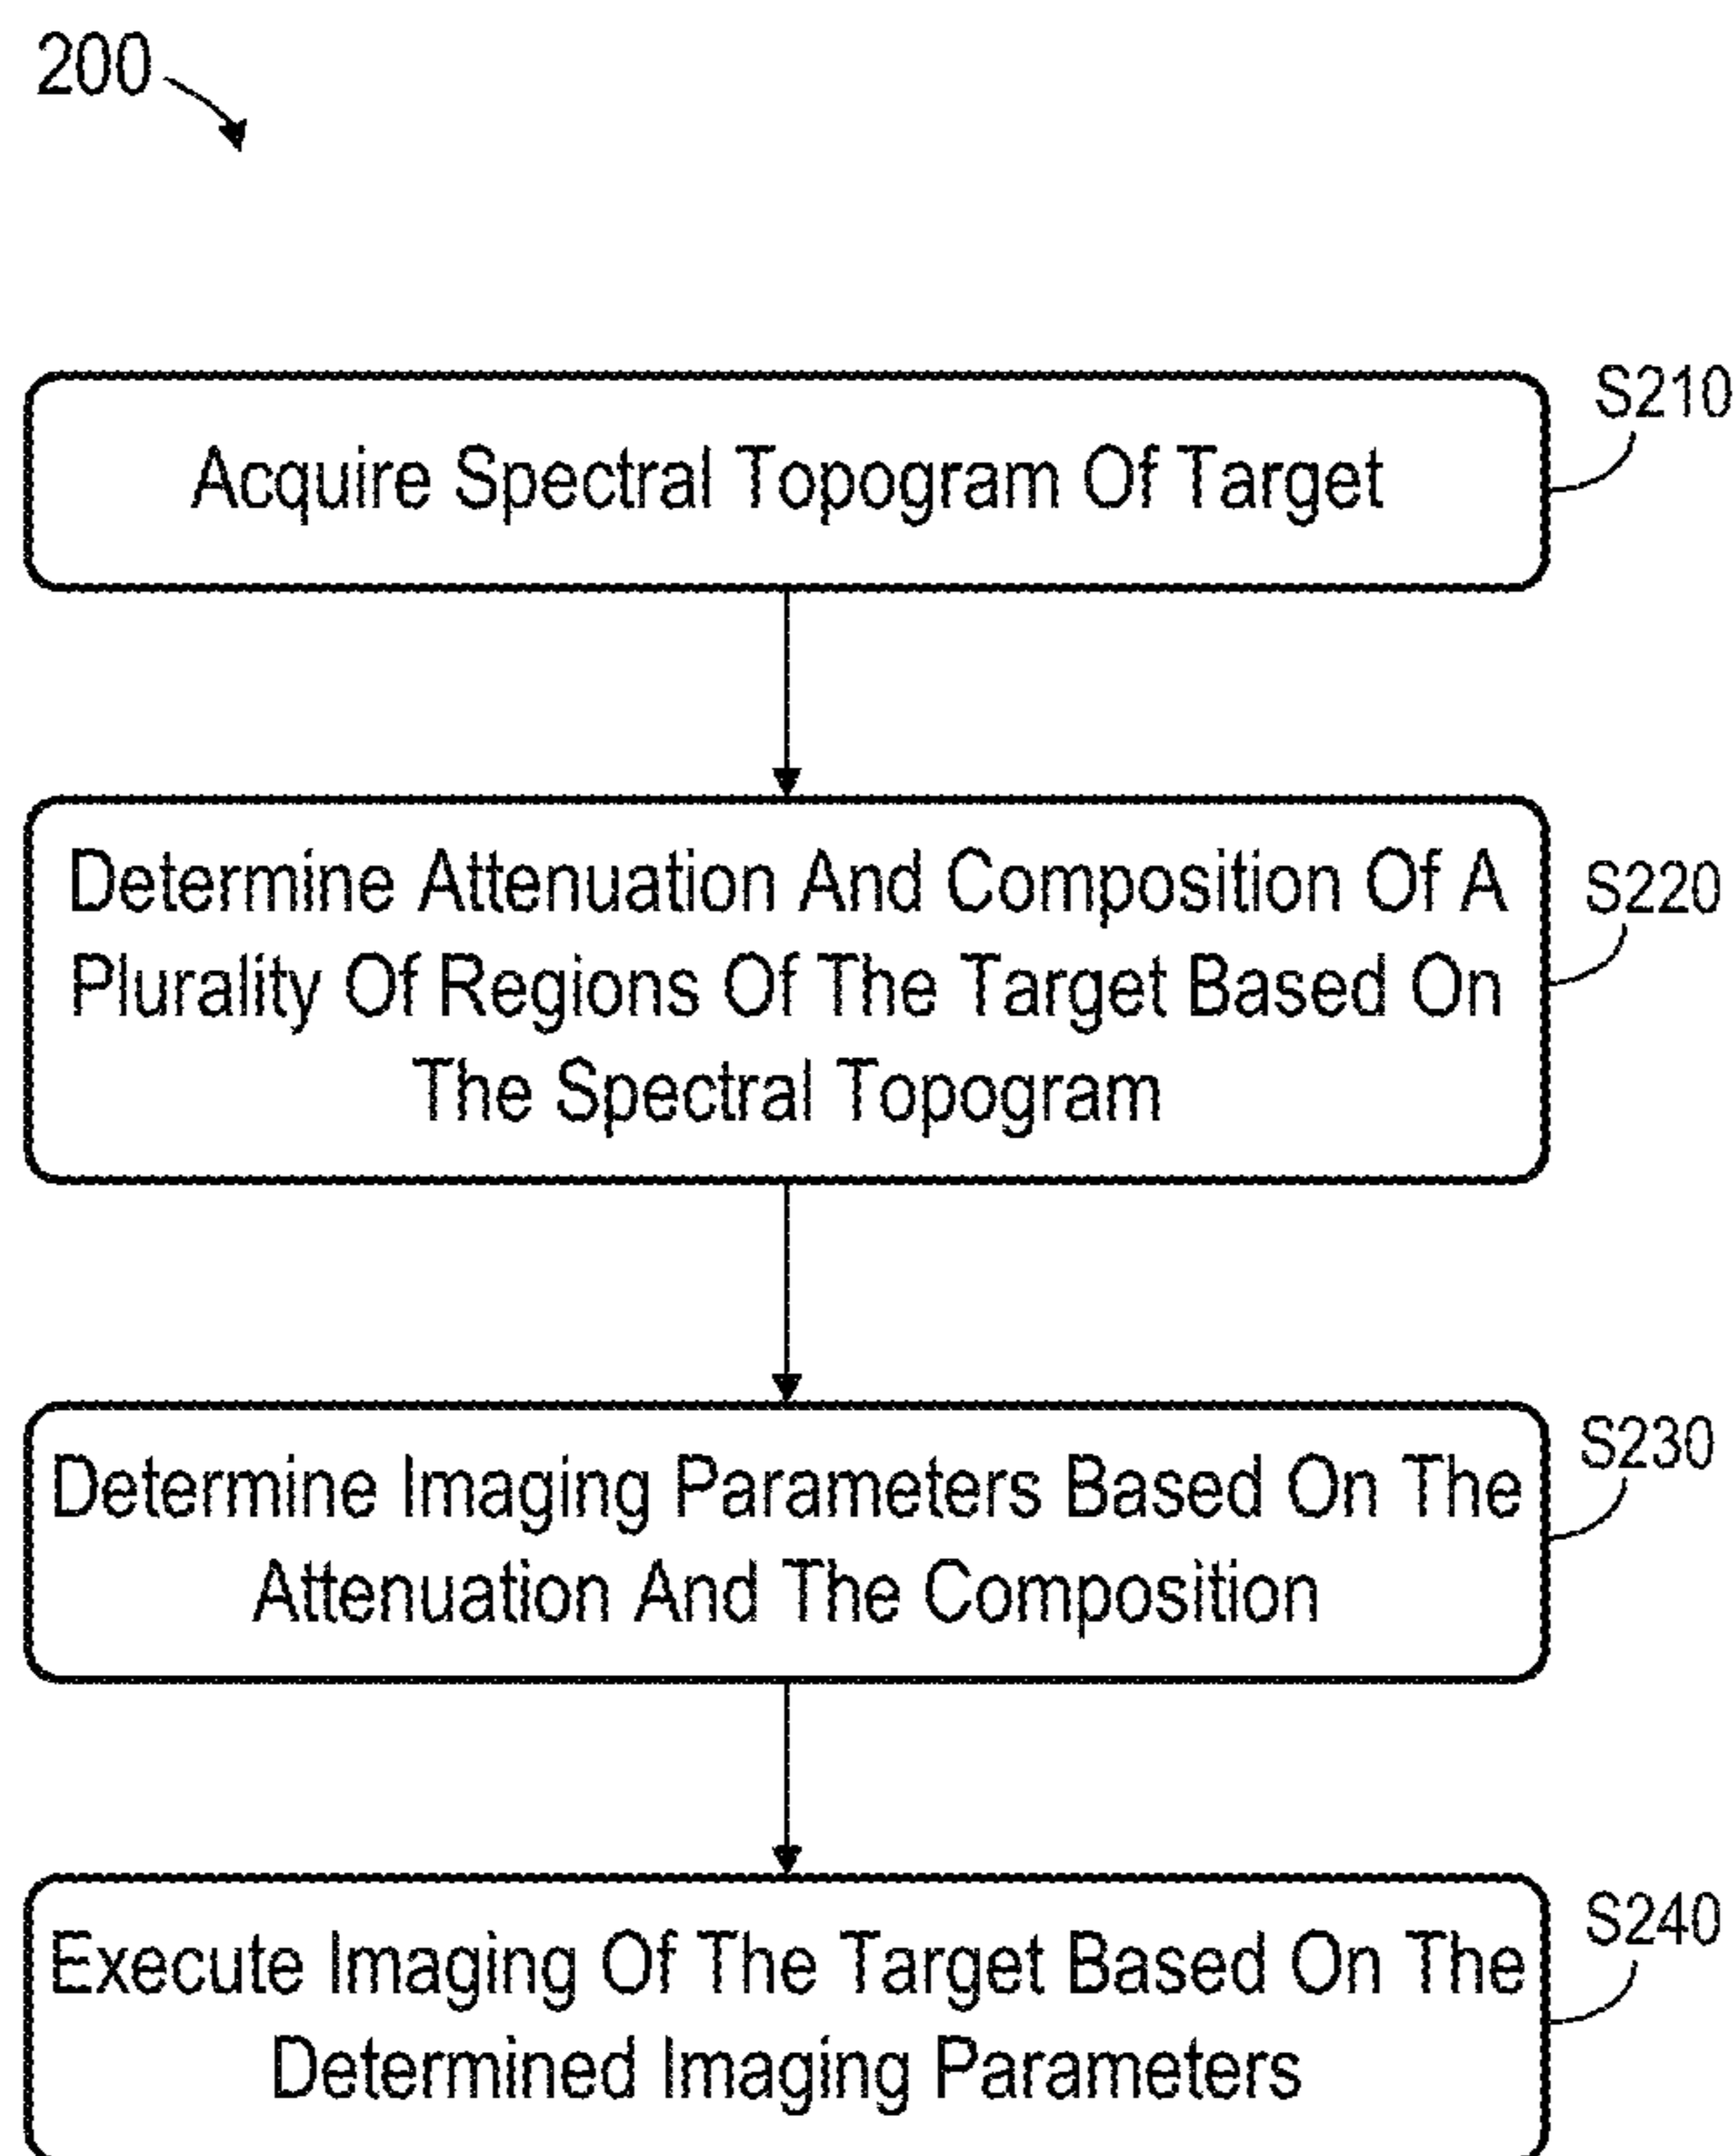 200
S210
Acquire Spectral Topogram Of Target
Determine Attenuation And Composition Of A
S220
Plurality Of Regions Of The Target Based On
The Spectral Topogram
S230
Determine Imaging Parameters Based On The
Attenuation And The Composition
S240
Execute Imaging Of The Target Based On The
Determined Imaging Parameters